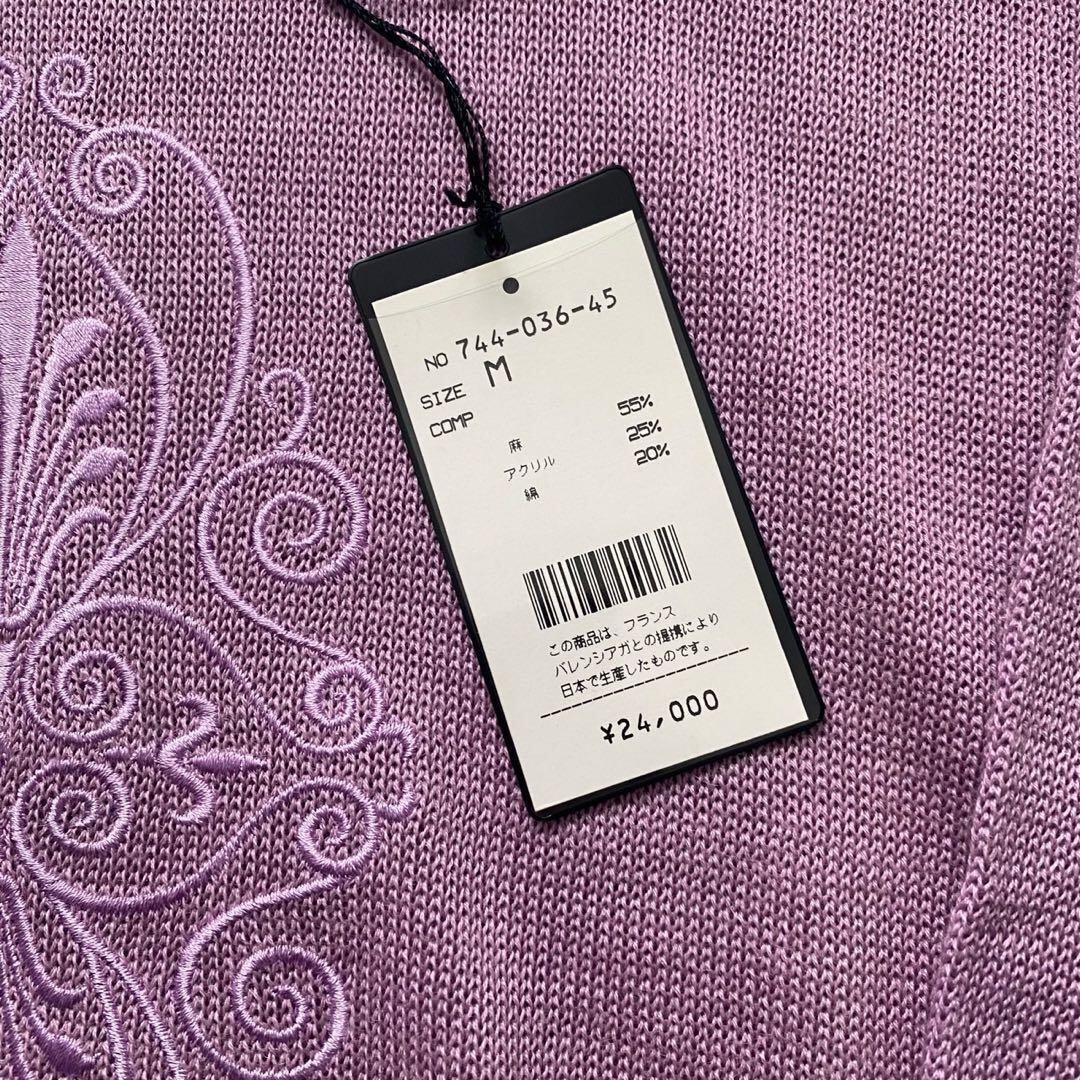 NO 744-036-45
SIZE M
COMP
麻 55%
アクリル 25%
綿 20%
この商品は、フランス
バレンシアガとの提携により
日本で生産したものです。
¥24,000